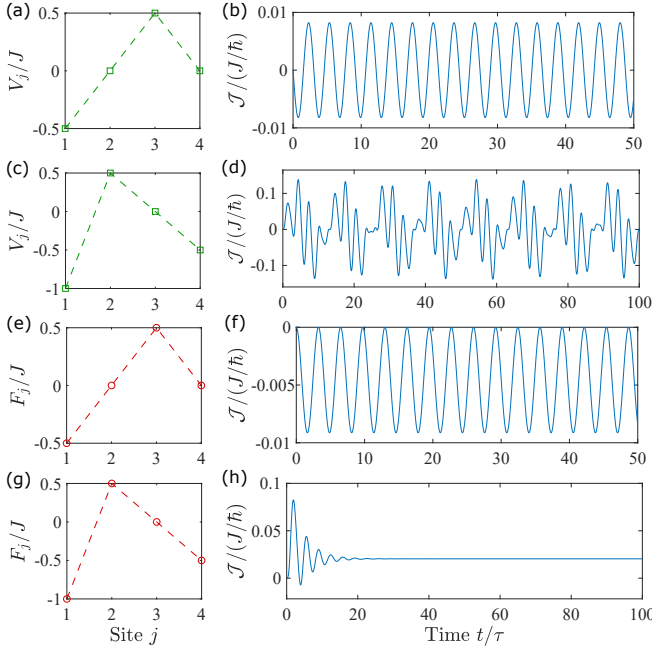 (a)
V_j/J
0.5
0
-0.5
1 2 3 4
(b)
𝒥/(J/ħ)
0.01
0
-0.01
0 10 20 30 40 50
(c)
V_j/J
0.5
0
-0.5
-1
1 2 3 4
(d)
𝒥/(J/ħ)
0.1
0
-0.1
0 20 40 60 80 100
(e)
F_j/J
0.5
0
-0.5
1 2 3 4
(f)
𝒥/(J/ħ)
0
-0.005
-0.01
0 10 20 30 40 50
(g)
F_j/J
0.5
0
-0.5
-1
1 2 3 4
Site j
(h)
𝒥/(J/ħ)
0.1
0.05
0
0 20 40 60 80 100
Time t/τ